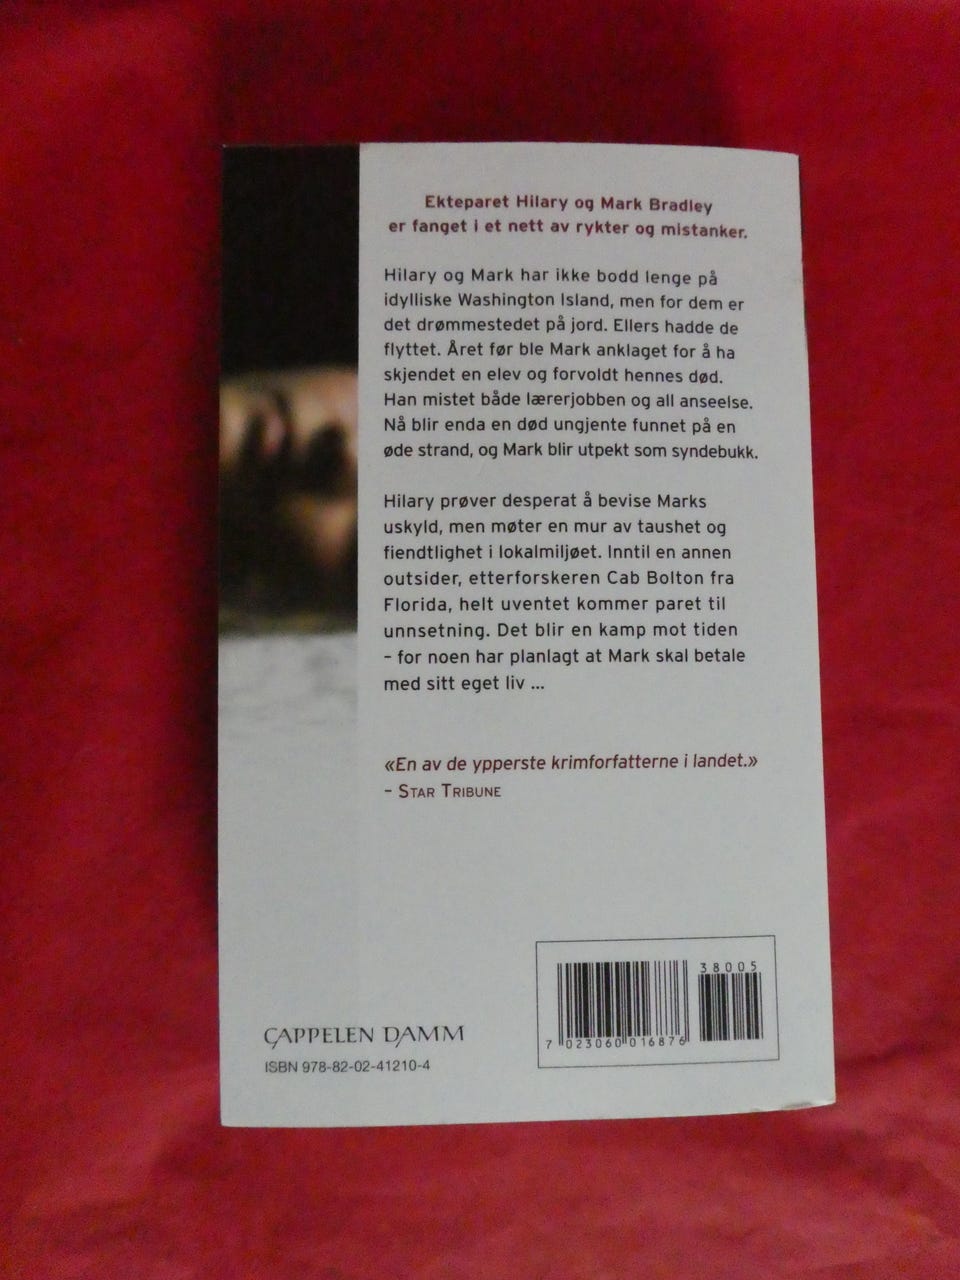 Ekteparet Hilary og Mark Bradley
er fanget i et nett av rykter og mistanker.
Hilary og Mark har ikke bodd lenge på
idylliske Washington Island, men for dem er
det drømmestedet på jord. Ellers hadde de
flyttet. Året før ble Mark anklaget for å ha
skjendet en elev og forvoldt hennes død.
Han mistet både lærerjobben og all anseelse.
Nå blir enda en død ungjente funnet på en
øde strand, og Mark blir utpekt som syndebukk.
Hilary prøver desperat å bevise Marks
uskyld, men møter en mur av taushet og
fiendtlighet i lokalmiljøet. Inntil en annen
outsider, etterforskeren Cab Bolton fra
Florida, helt uventet kommer paret til
unnsetning. Det blir en kamp mot tiden
– for noen har planlagt at Mark skal betale
med sitt eget liv ...
«En av de ypperste krimforfatterne i landet.»
– STAR TRIBUNE
38005
7 023060 016876
CAPPELEN DAMM
ISBN 978-82-02-41210-4